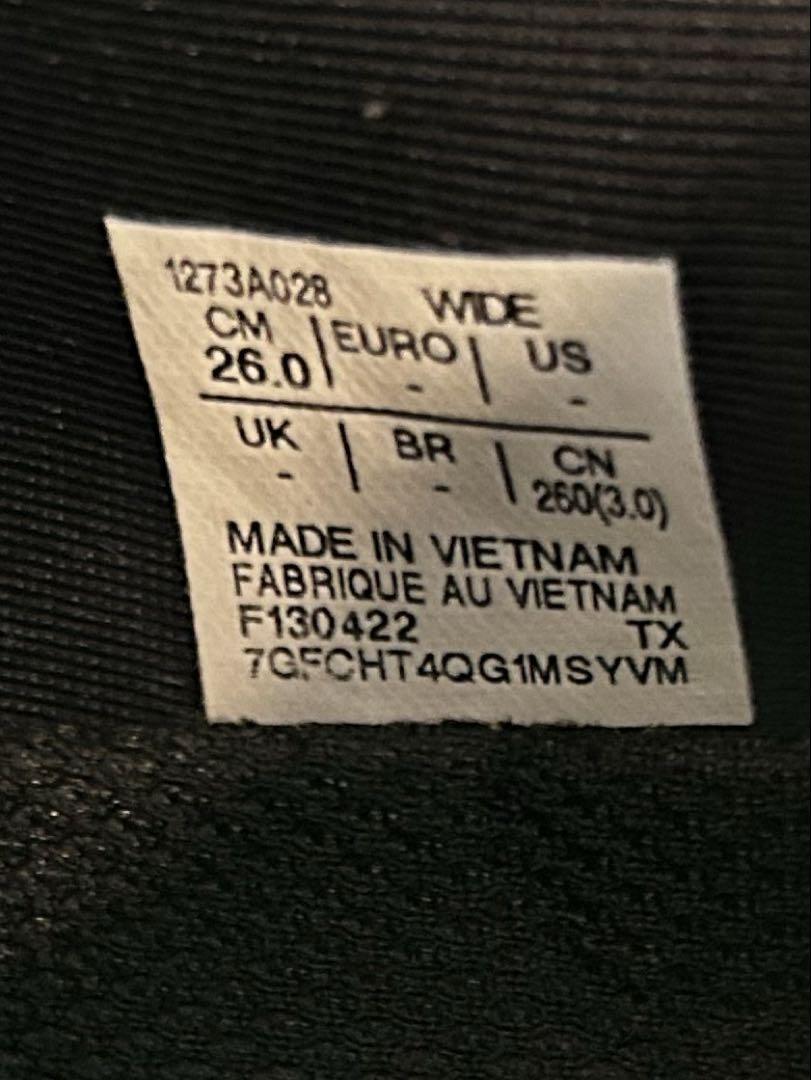 1273A028 WIDE
CM | EURO | US
26.0 - -
UK | BR | CN
- - 260(3.0)
MADE IN VIETNAM
FABRIQUE AU VIETNAM
F130422 TX
7GFCHT4QG1MSYVM